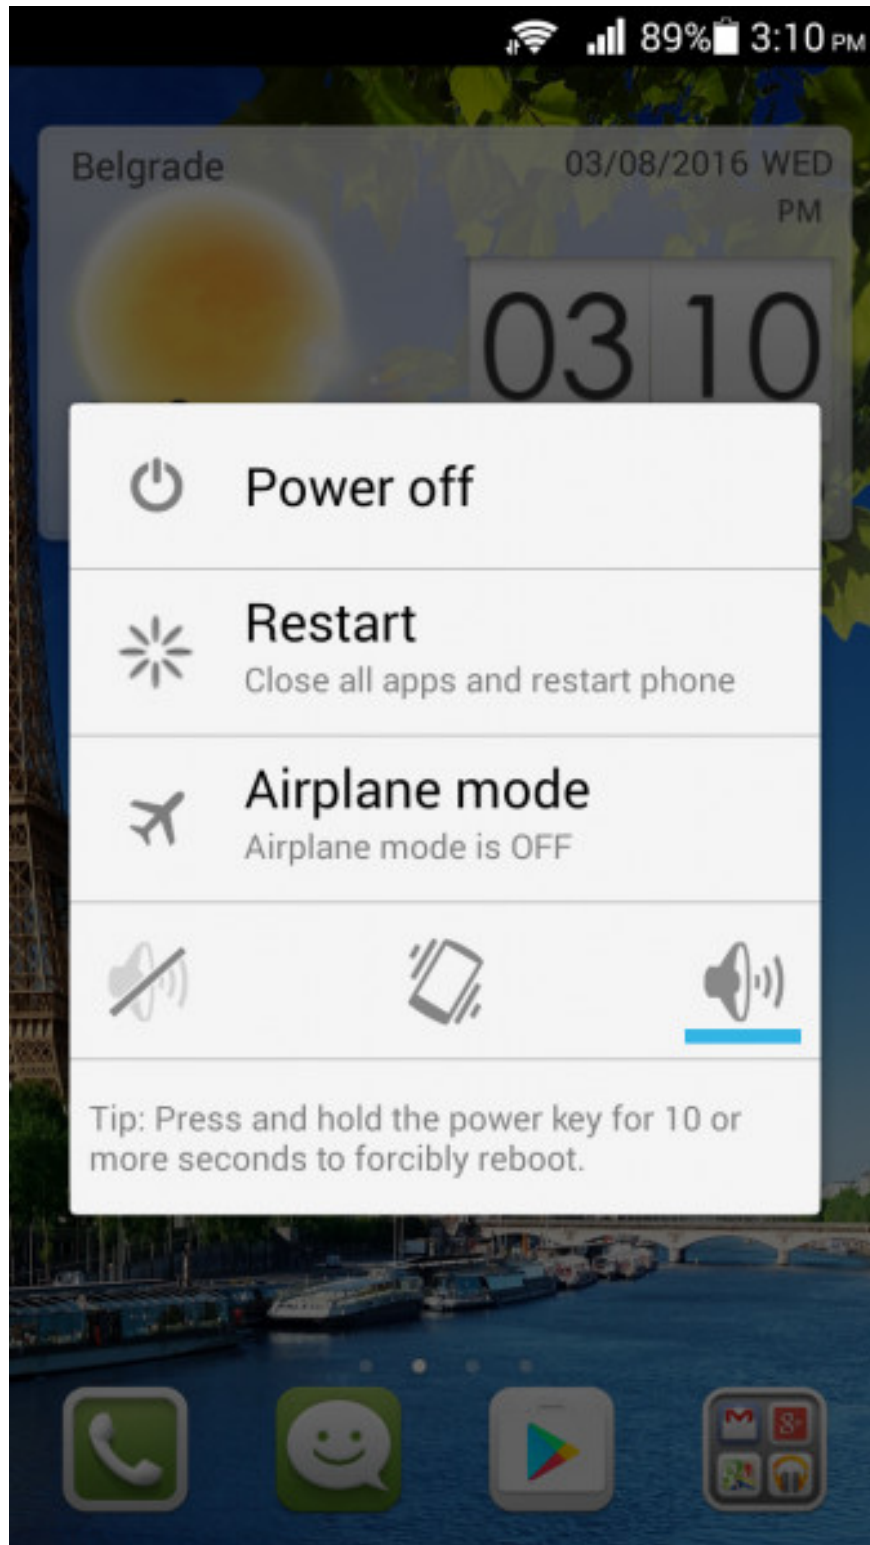 89% 3:10 PM
Belgrade
03/08/2016 WED
PM
03 10
Power off
Restart
Close all apps and restart phone
Airplane mode
Airplane mode is OFF
Tip: Press and hold the power key for 10 or
more seconds to forcibly reboot.